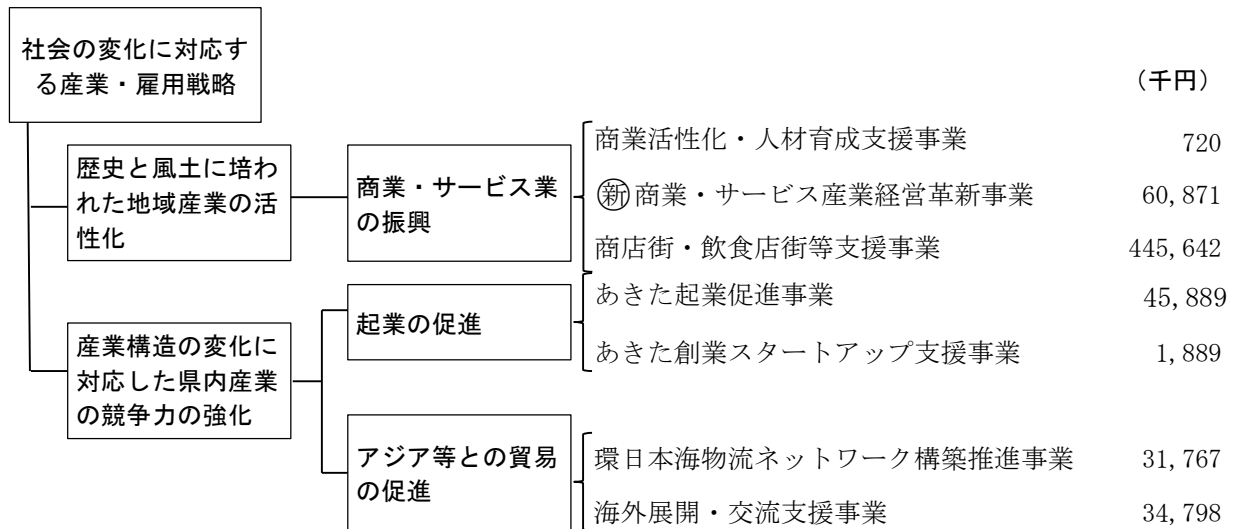 社会の変化に対応す
る産業・雇用戦略
(千円)
歴史と風土に培わ
れた地域産業の活
性化
商業・サービス業
の振興
商業活性化・人材育成支援事業 720
㊟新商業・サービス産業経営革新事業 60,871
商店街・飲食店街等支援事業 445,642
産業構造の変化に
対応した県内産業
の競争力の強化
起業の促進
あきた起業促進事業 45,889
あきた創業スタートアップ支援事業 1,889
アジア等との貿易
の促進
環日本海物流ネットワーク構築推進事業 31,767
海外展開・交流支援事業 34,798